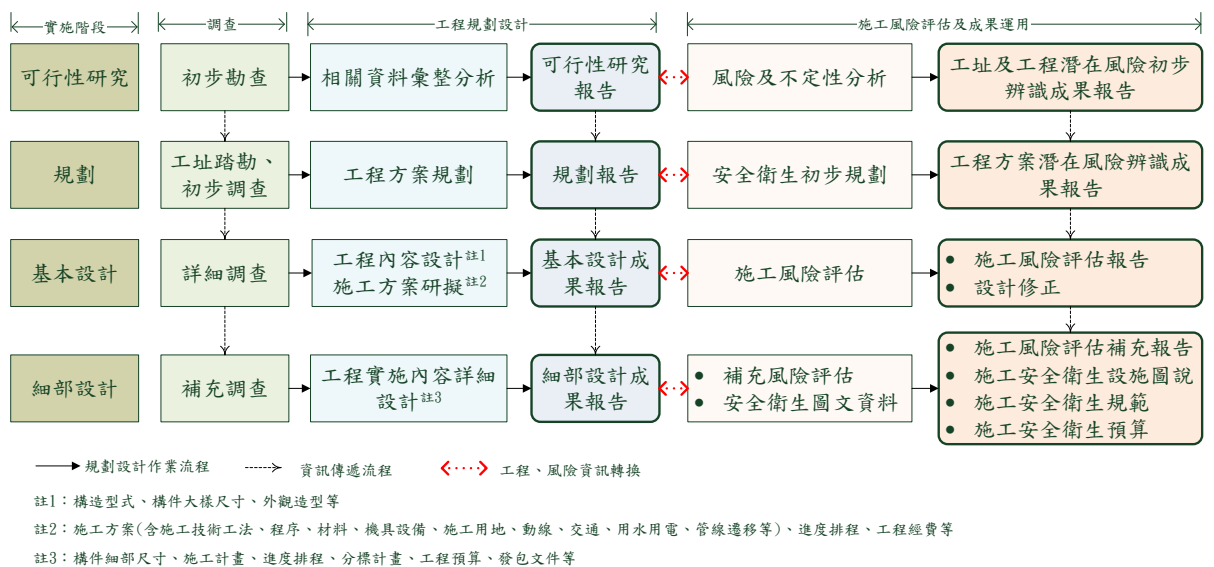 實施階段
調查
工程規劃設計
施工風險評估及成果運用
可行性研究
初步勘查
相關資料彙整分析
可行性研究
報告
風險及不定性分析
工址及工程潛在風險初步
辨識成果報告
規劃
工址踏勘、
初步調查
工程方案規劃
規劃報告
安全衛生初步規劃
工程方案潛在風險辨識成
果報告
基本設計
詳細調查
工程內容設計註1
施工方案研擬註2
基本設計成
果報告
施工風險評估
● 施工風險評估報告
● 設計修正
細部設計
補充調查
工程實施內容詳細
設計註3
細部設計成
果報告
● 補充風險評估
● 安全衛生圖文資料
● 施工風險評估補充報告
● 施工安全衛生設施圖說
● 施工安全衛生規範
● 施工安全衛生預算
規劃設計作業流程
資訊傳遞流程
工程、風險資訊轉換
註1：構造型式、構件大樣尺寸、外觀造型等
註2：施工方案(含施工技術工法、程序、材料、機具設備、施工用地、動線、交通、用水用電、管線遷移等)、進度排程、工程經費等
註3：構件細部尺寸、施工計畫、進度排程、分標計畫、工程預算、發包文件等